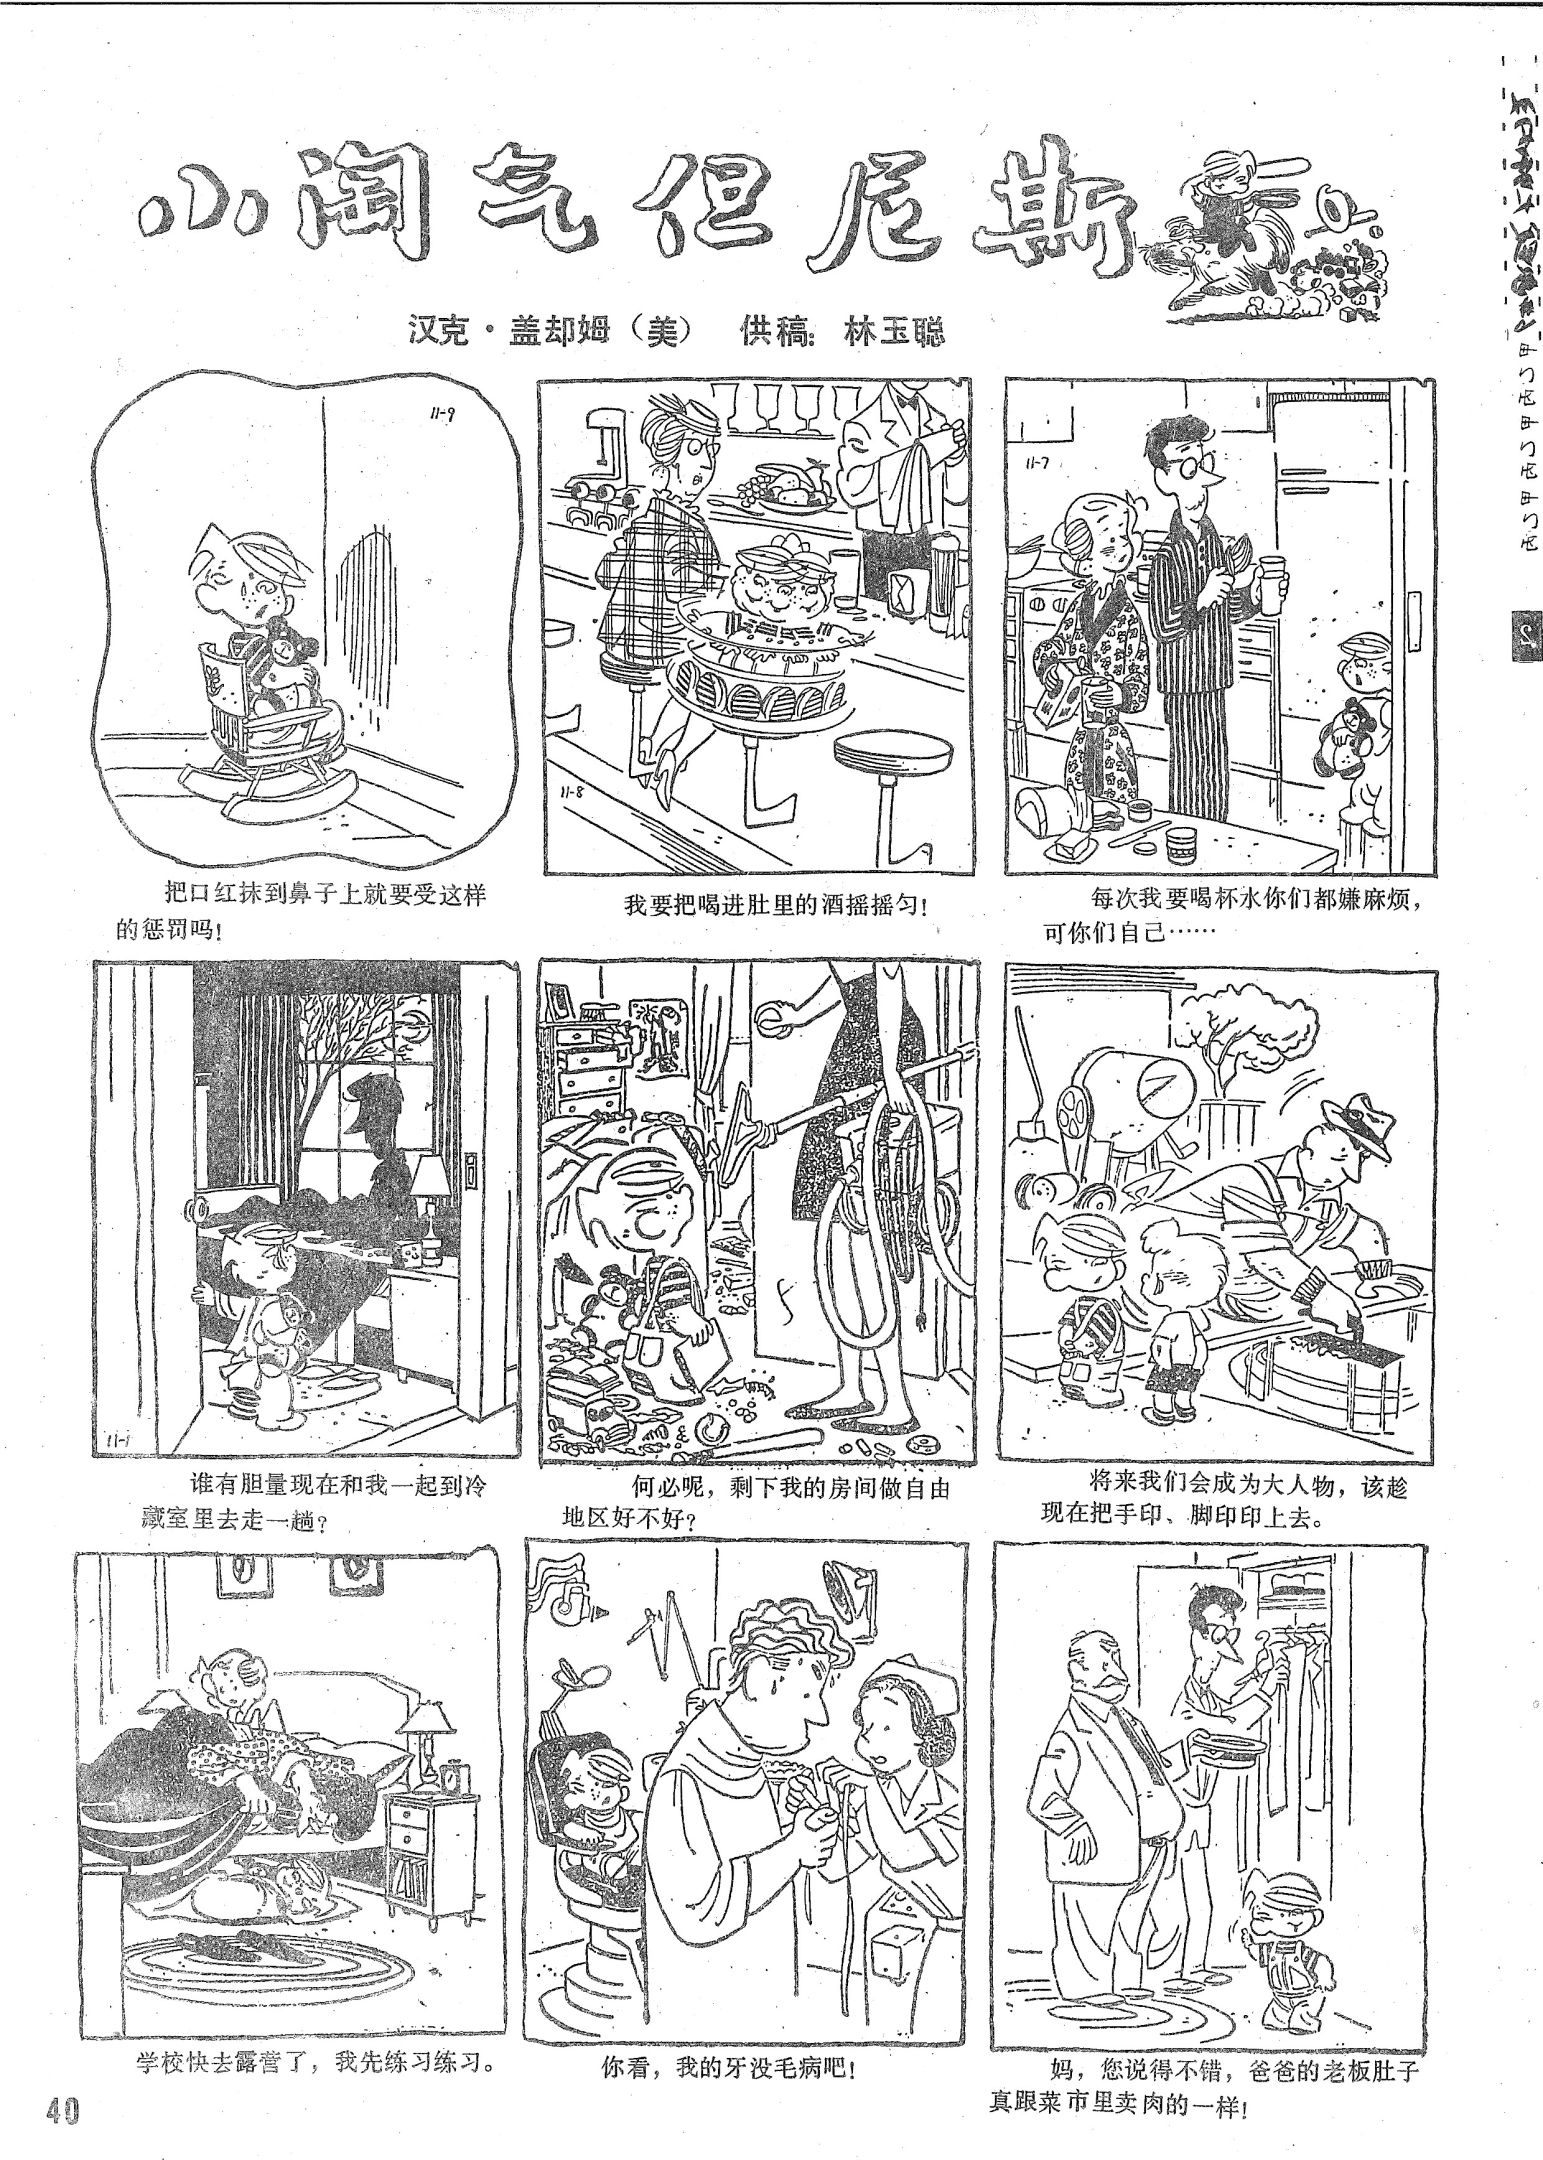 小淘气但尼斯
汉克·盖却姆（美） 供稿：林玉聪
11-9
把口红抹到鼻子上就要受这样
的惩罚吗！
11-8
我要把喝进肚里的酒摇摇匀！
11-7
每次我要喝杯水你们都嫌麻烦，
可你们自己……
11-1
谁有胆量现在和我一起到冷
藏室里去走一趟？
何必呢，剩下我的房间做自由
地区好不好？
将来我们会成为大人物，该趁
现在把手印、脚印印上去。
学校快去露营了，我先练习练习。
你看，我的牙没毛病吧！
妈，您说得不错，爸爸的老板肚子
真跟菜市里卖肉的一样！
40